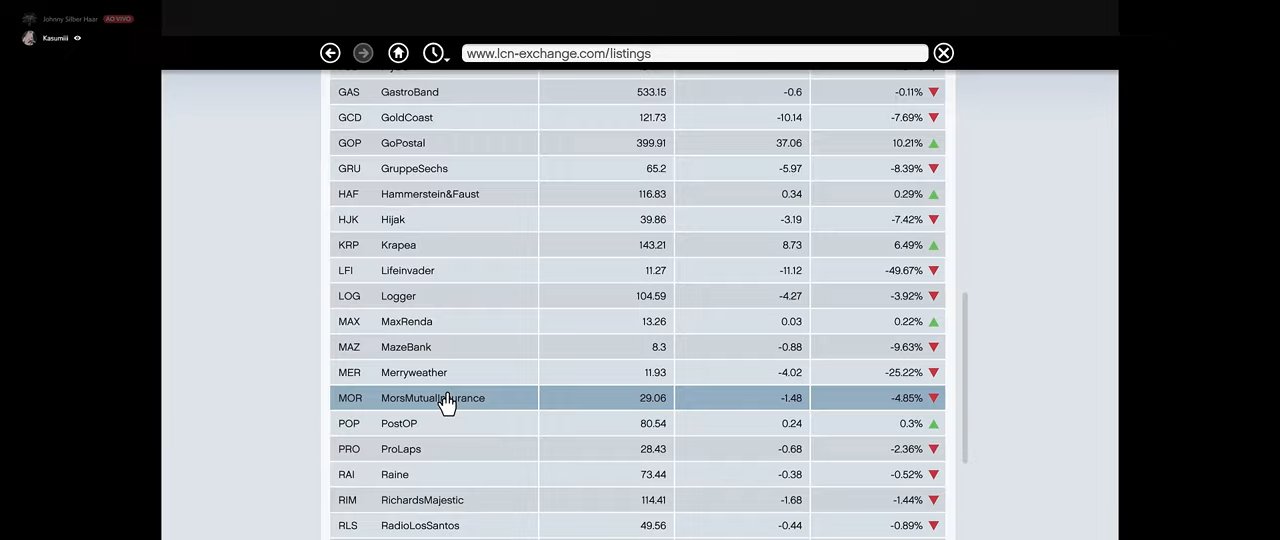 Johnny Silber Haar AO VIVO
Kasumiii
www.lcn-exchange.com/listings
GAS GastroBand 533.15 -0.6 -0.11%
GCD GoldCoast 121.73 -10.14 -7.69%
GOP GoPostal 399.91 37.06 10.21%
GRU GruppeSechs 65.2 -5.97 -8.39%
HAF Hammerstein&Faust 116.83 0.34 0.29%
HJK Hijak 39.86 -3.19 -7.42%
KRP Krapea 143.21 8.73 6.49%
LFI Lifeinvader 11.27 -11.12 -49.67%
LOG Logger 104.59 -4.27 -3.92%
MAX MaxRenda 13.26 0.03 0.22%
MAZ MazeBank 8.3 -0.88 -9.63%
MER Merryweather 11.93 -4.02 -25.22%
MOR MorsMutualInsurance 29.06 -1.48 -4.85%
POP PostOP 80.54 0.24 0.3%
PRO ProLaps 28.43 -0.68 -2.36%
RAI Raine 73.44 -0.38 -0.52%
RIM RichardsMajestic 114.41 -1.68 -1.44%
RLS RadioLosSantos 49.56 -0.44 -0.89%